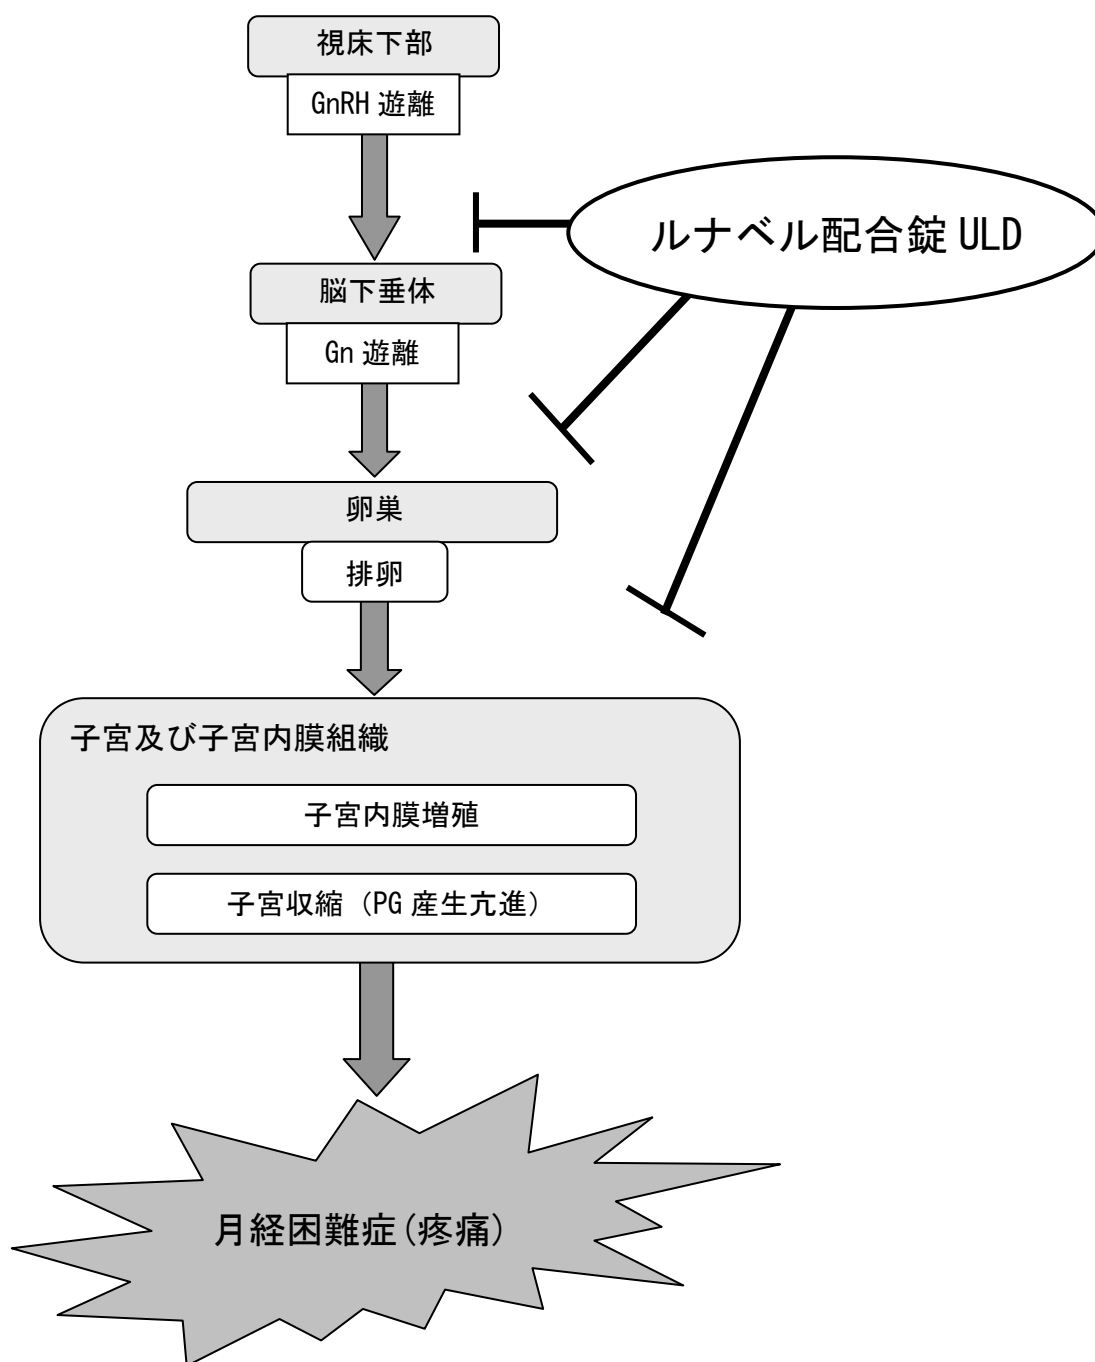 視床下部
GnRH 遊離
ルナベル配合錠 ULD
脳下垂体
Gn 遊離
卵巣
排卵
子宮及び子宮内膜組織
子宮内膜増殖
子宮収縮（PG 産生亢進）
月経困難症(疼痛)